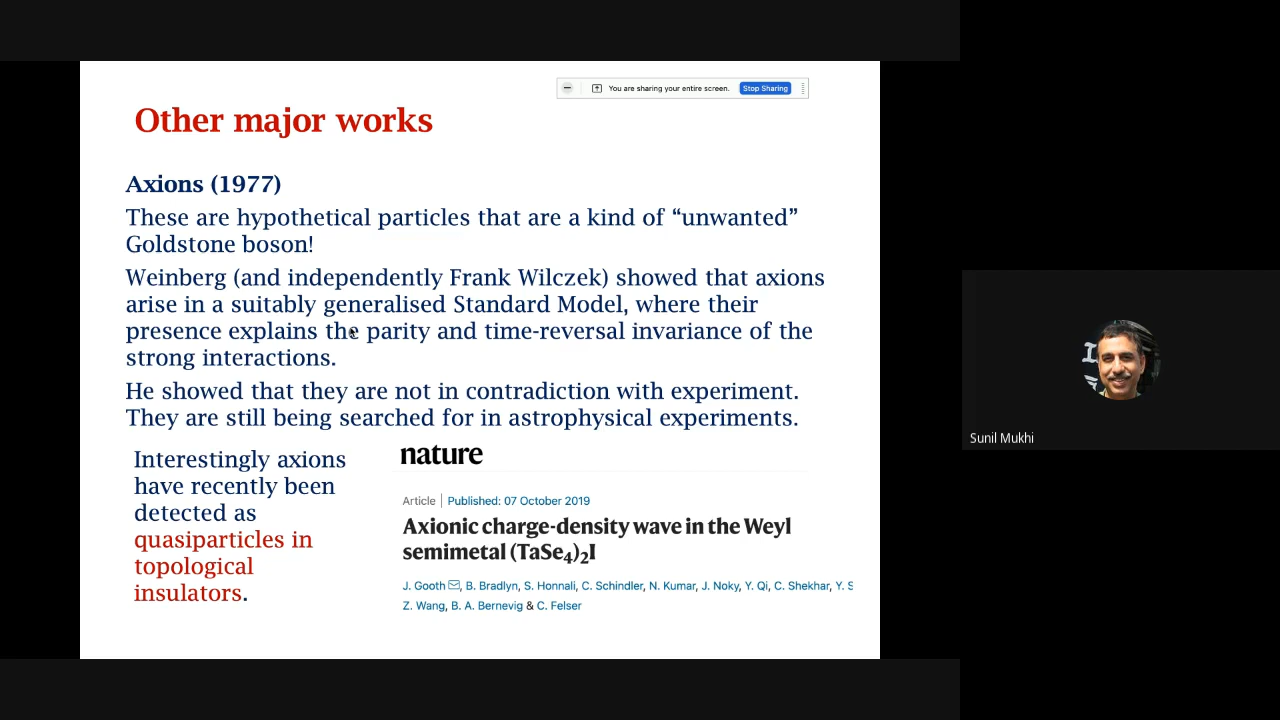 You are sharing your entire screen.
Stop Sharing
Other major works
Axions (1977)
These are hypothetical particles that are a kind of “unwanted”
Goldstone boson!
Weinberg (and independently Frank Wilczek) showed that axions
arise in a suitably generalised Standard Model, where their
presence explains the parity and time-reversal invariance of the
strong interactions.
He showed that they are not in contradiction with experiment.
They are still being searched for in astrophysical experiments.
Interestingly axions
have recently been
detected as
quasiparticles in
topological
insulators.
nature
Article | Published: 07 October 2019
Axionic charge-density wave in the Weyl
semimetal (TaSe4)2I
J. Gooth, B. Bradlyn, S. Honnali, C. Schindler, N. Kumar, J. Noky, Y. Qi, C. Shekhar, Y. S
Z. Wang, B. A. Bernevig & C. Felser
Sunil Mukhi